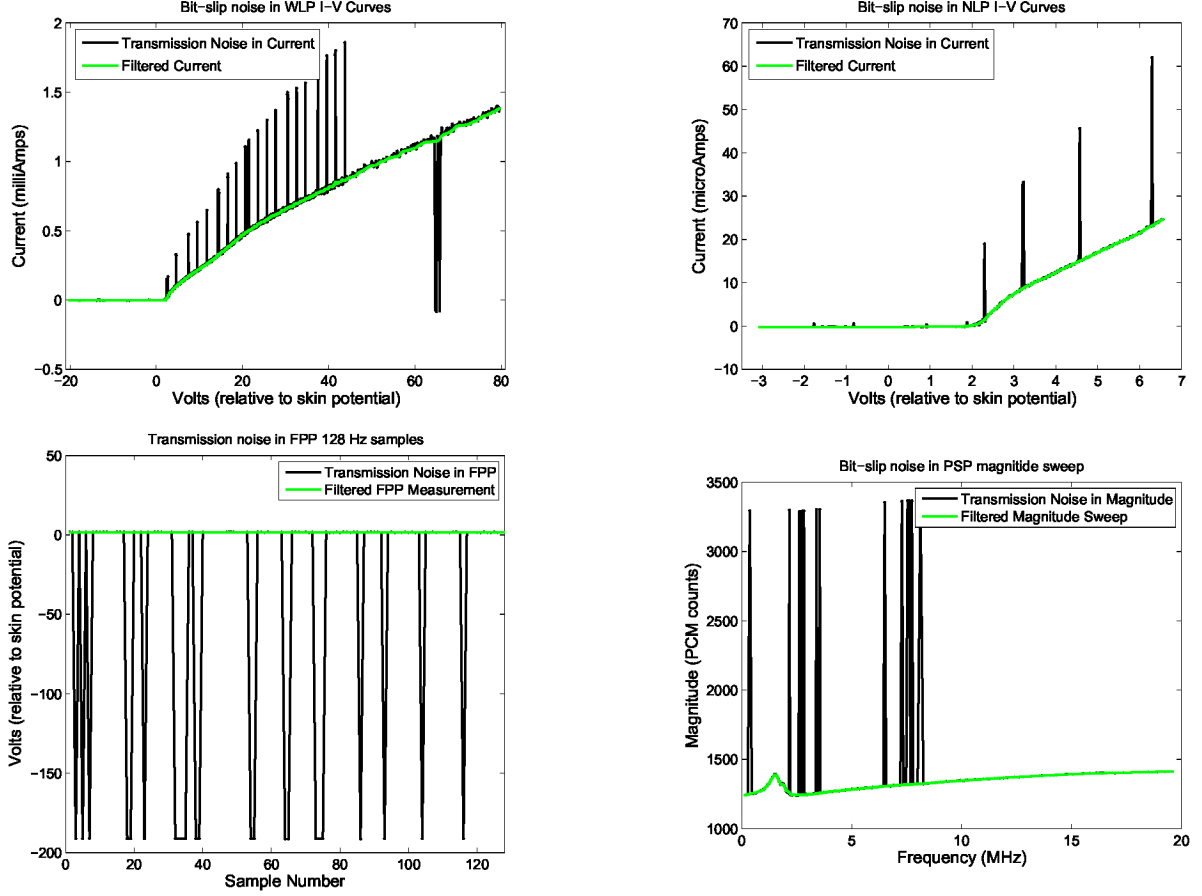 Bit-slip noise in WLP I-V Curves
Transmission Noise in Current
Filtered Current
Current (milliAmps)
2
1.5
1
0.5
0
-0.5
-20 0 20 40 60 80
Volts (relative to skin potential)
Bit-slip noise in NLP I-V Curves
Transmission Noise in Current
Filtered Current
Current (microAmps)
70
60
50
40
30
20
10
0
-10
-3 -2 -1 0 1 2 3 4 5 6 7
Volts (relative to skin potential)
Transmission noise in FPP 128 Hz samples
Transmission Noise in FPP
Filtered FPP Measurement
Volts (relative to skin potential)
50
0
-50
-100
-150
-200
0 20 40 60 80 100 120
Sample Number
Bit-slip noise in PSP magnitide sweep
Transmission Noise in Magnitude
Filtered Magnitude Sweep
Magnitude (PCM counts)
3500
3000
2500
2000
1500
1000
0 5 10 15 20
Frequency (MHz)